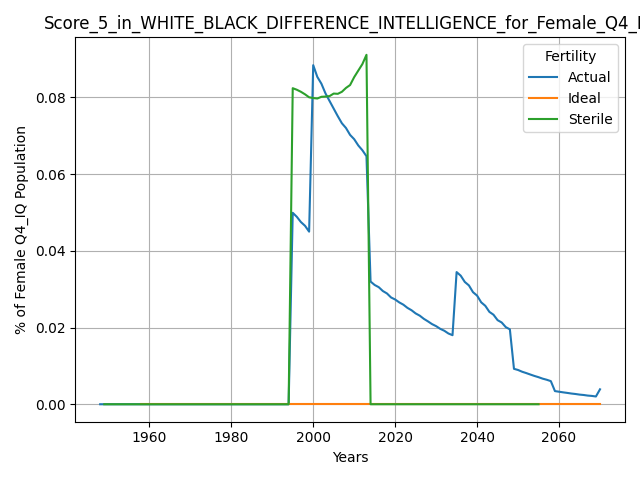 Score_5_in_WHITE_BLACK_DIFFERENCE_INTELLIGENCE_for_Female_Q4_I
Fertility
Actual
Ideal
Sterile
0.08
0.06
0.04
0.02
0.00
% of Female Q4_IQ Population
1960 1980 2000 2020 2040 2060
Years